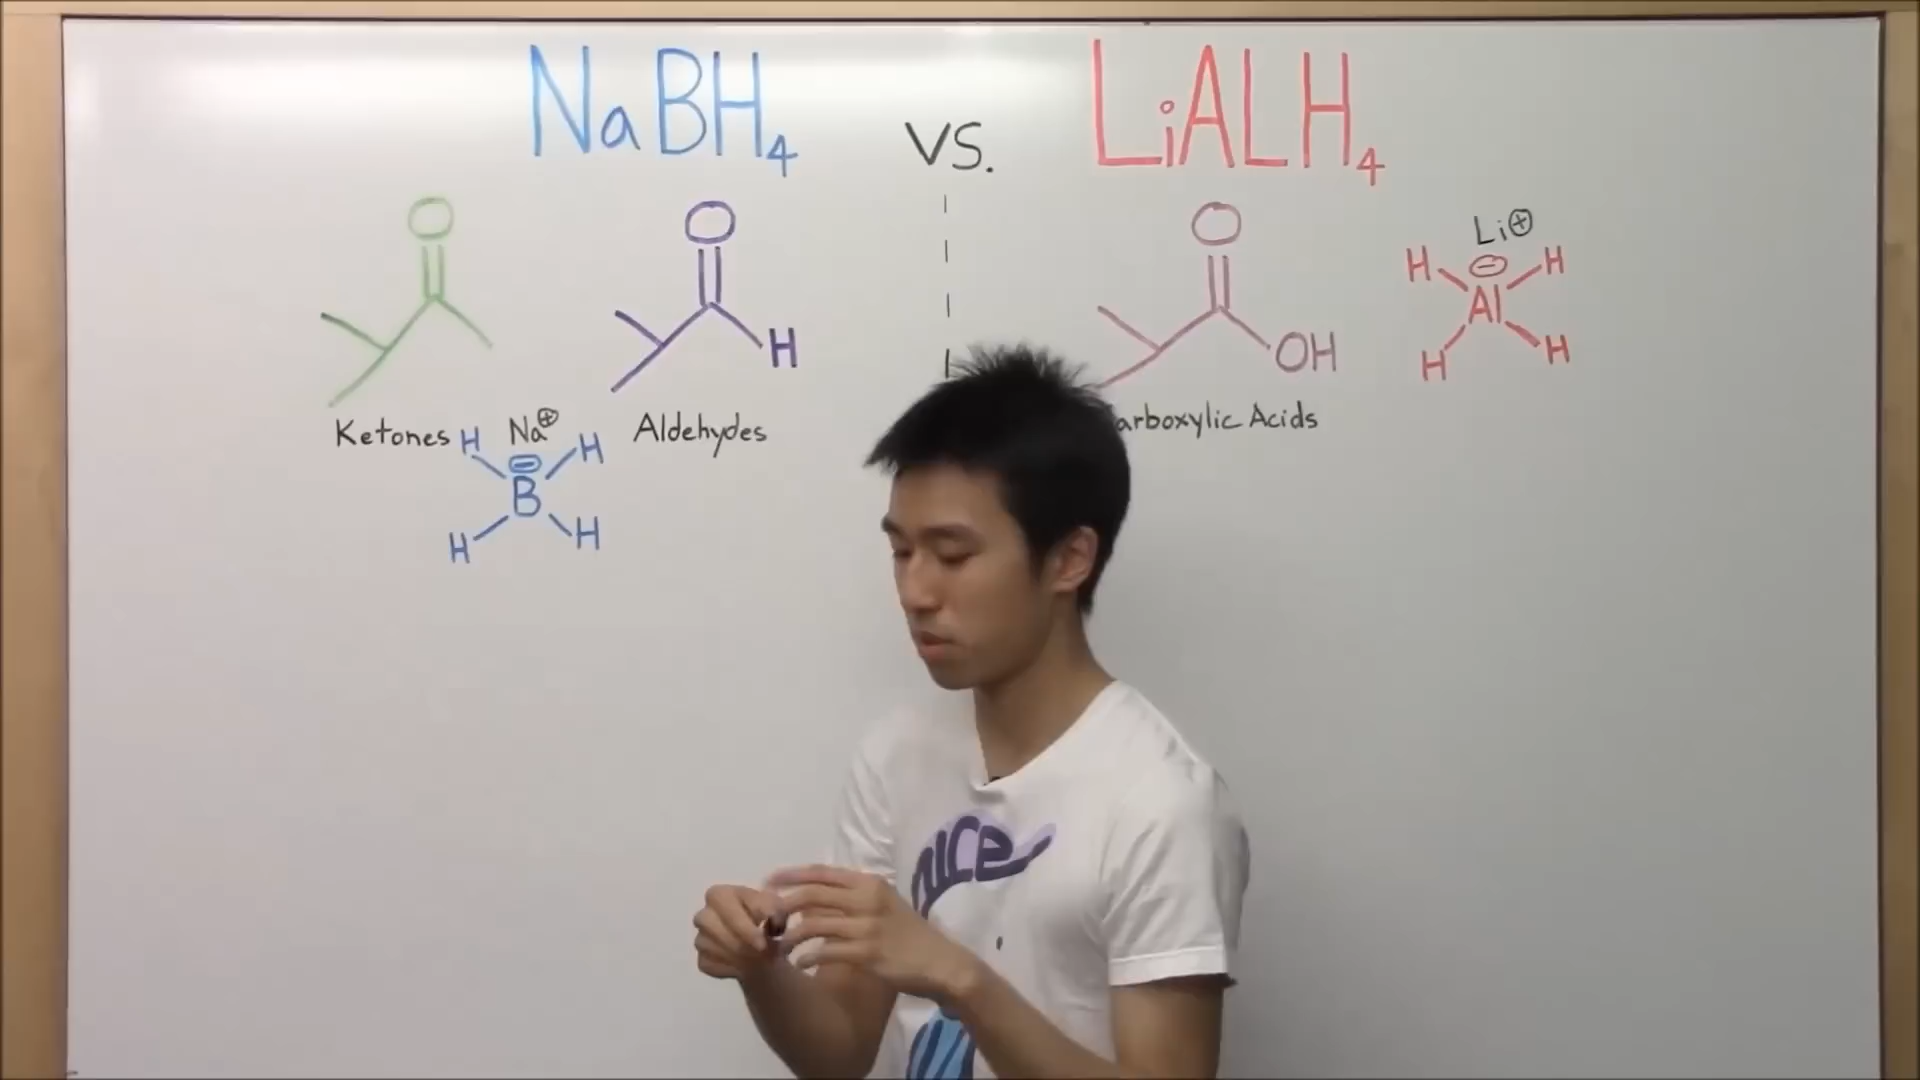 NaBH₄ vs. LiALH₄
O O O Li⊕
H H
⊖
Al
H OH
H H
Ketones Aldehydes arboxylic Acids
H Na⊕ H
⊖
B
H H
NICE